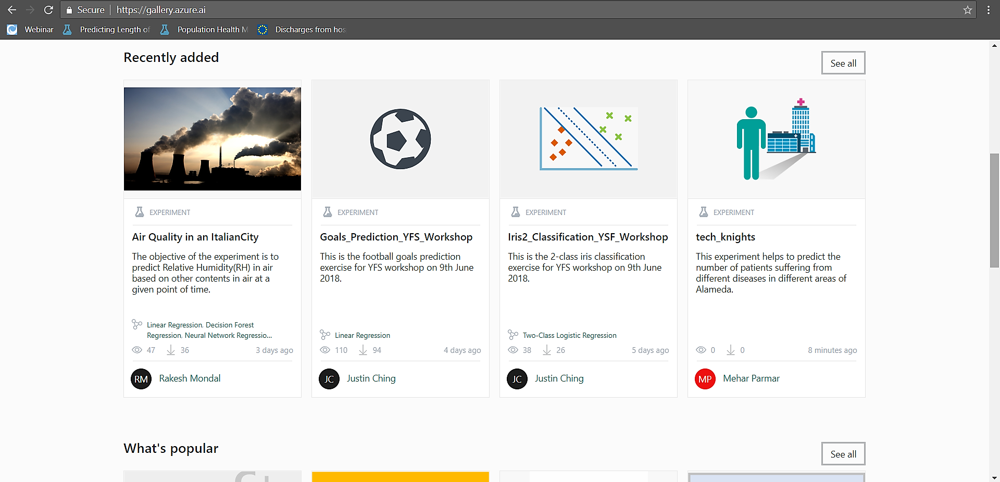 Secure https://gallery.azure.ai
Webinar Predicting Length of Population Health M Discharges from hos
Recently added
See all
EXPERIMENT
Air Quality in an ItalianCity
The objective of the experiment is to
predict Relative Humidity(RH) in air
based on other contents in air at a
given point of time.
Linear Regression, Decision Forest
Regression, Neural Network Regressio...
47 36 3 days ago
RM Rakesh Mondal
EXPERIMENT
Goals_Prediction_YFS_Workshop
This is the football goals prediction
exercise for YFS workshop on 9th June
2018.
Linear Regression
110 94 4 days ago
JC Justin Ching
EXPERIMENT
Iris2_Classification_YSF_Workshop
This is the 2-class iris classification
exercise for YFS workshop on 9th June
2018.
Two-Class Logistic Regression
38 26 5 days ago
JC Justin Ching
EXPERIMENT
tech_knights
This experiment helps to predict the
number of patients suffering from
different diseases in different areas of
Alameda.
0 0 8 minutes ago
MP Mehar Parmar
What's popular
See all